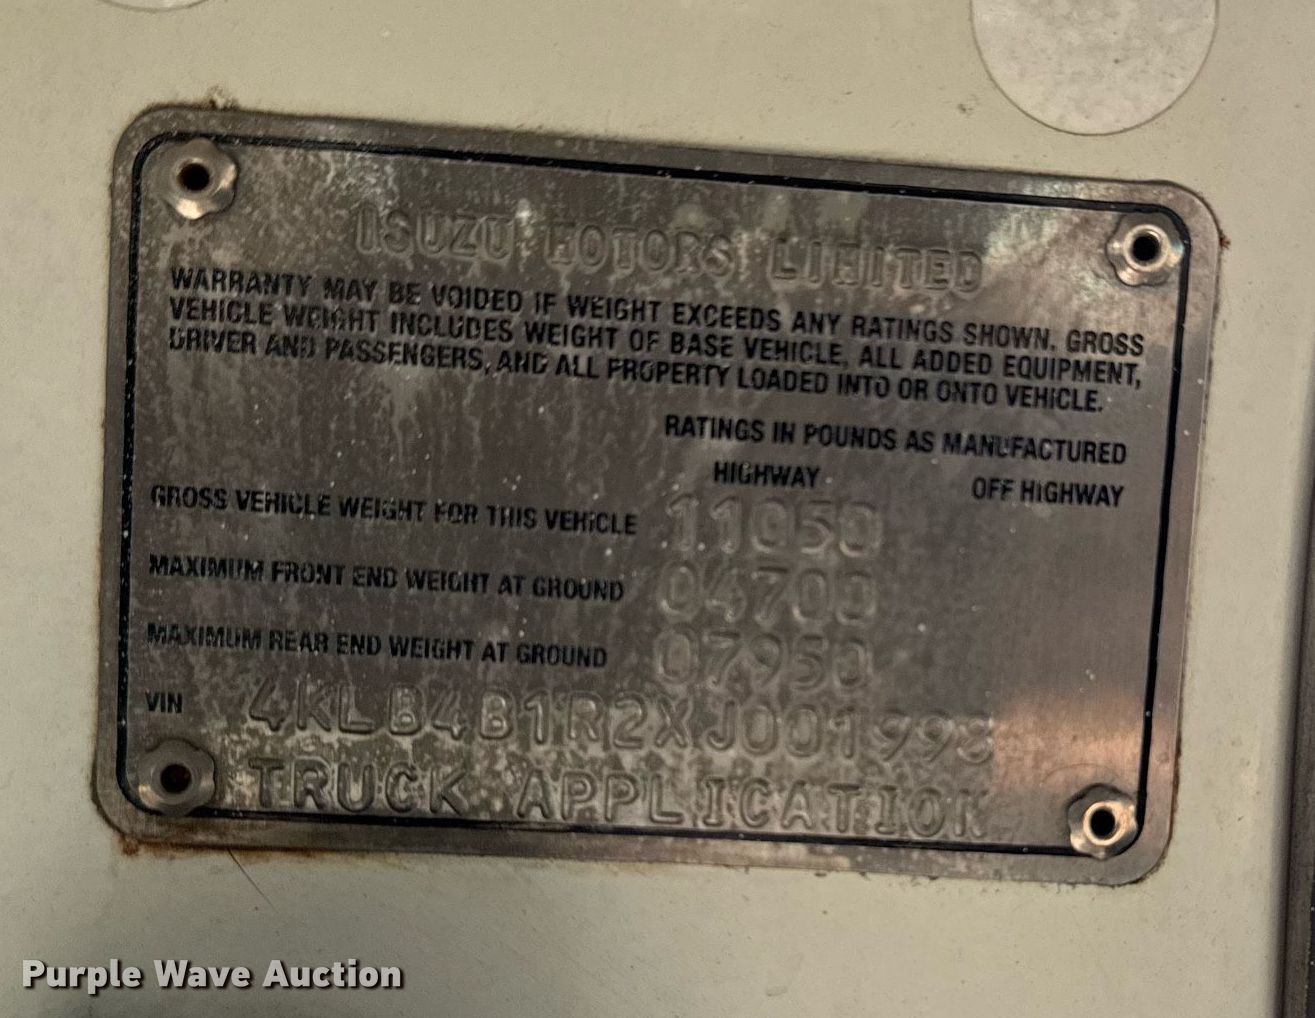 ISUZU MOTORS LIMITED
WARRANTY MAY BE VOIDED IF WEIGHT EXCEEDS ANY RATINGS SHOWN. GROSS
VEHICLE WEIGHT INCLUDES WEIGHT OF BASE VEHICLE, ALL ADDED EQUIPMENT,
DRIVER AND PASSENGERS, AND ALL PROPERTY LOADED INTO OR ONTO VEHICLE.
RATINGS IN POUNDS AS MANUFACTURED
HIGHWAY OFF HIGHWAY
GROSS VEHICLE WEIGHT FOR THIS VEHICLE 11050
MAXIMUM FRONT END WEIGHT AT GROUND 04700
MAXIMUM REAR END WEIGHT AT GROUND 07950
VIN 4KLB4B1R2XJ001998
TRUCK APPLICATION
Purple Wave Auction